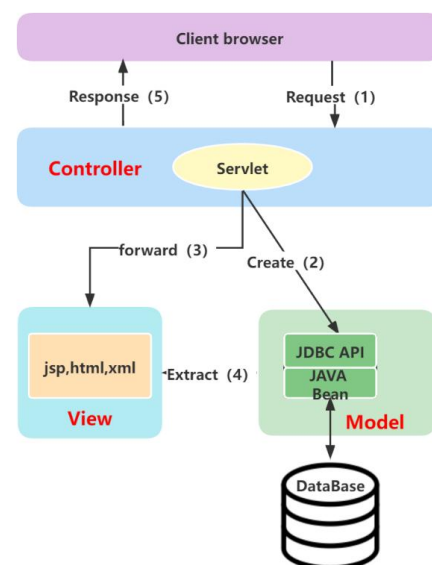 Client browser
Response (5)
Request (1)
Controller
Servlet
forward (3)
Create (2)
jsp,html,xml
View
Extract (4)
JDBC API
JAVA
Bean
Model
DataBase